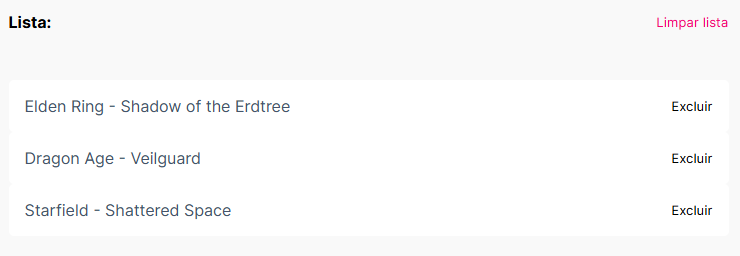 Lista:
Limpar lista
Elden Ring - Shadow of the Erdtree
Excluir
Dragon Age - Veilguard
Excluir
Starfield - Shattered Space
Excluir